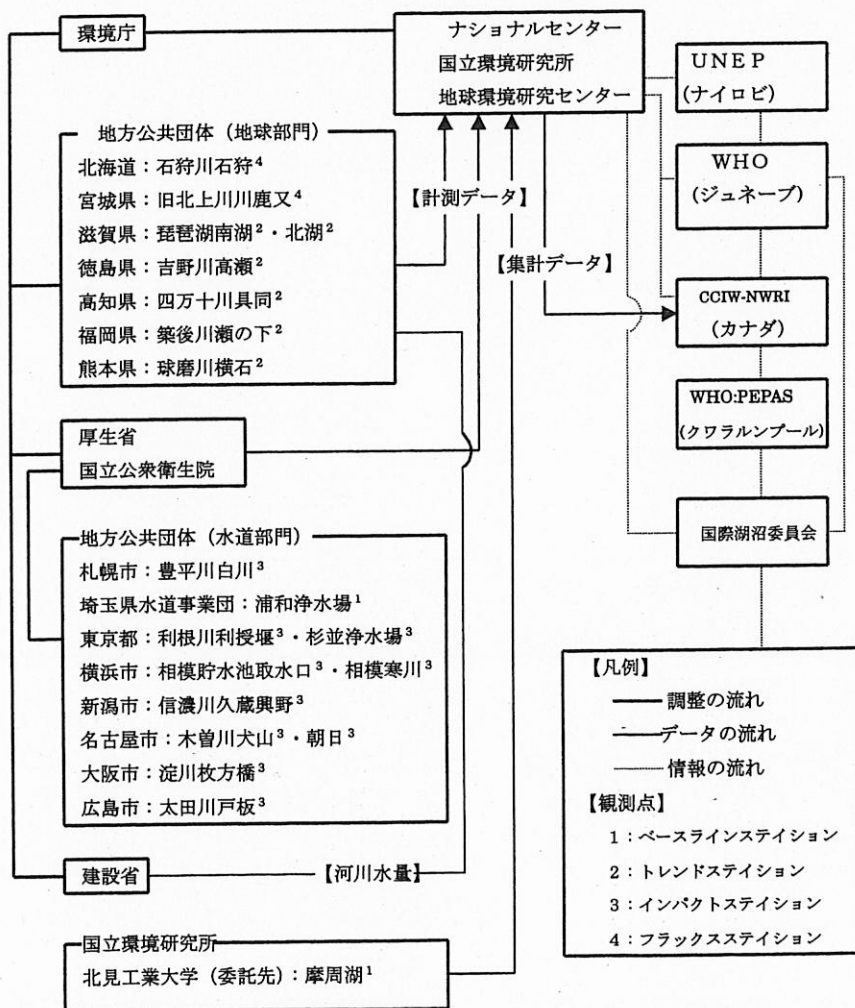 環境庁
ナショナルセンター
国立環境研究所
地球環境研究センター
UNEP
(ナイロビ)
WHO
(ジュネーブ)
CCIW-NWRI
(カナダ)
WHO:PEPAS
(クワラルンプール)
国際湖沼委員会
地方公共団体(地球部門)
北海道:石狩川石狩⁴
宮城県:旧北上川川鹿又⁴
滋賀県:琵琶湖南湖²・北湖²
徳島県:吉野川高瀬²
高知県:四万十川具同²
福岡県:築後川瀬の下²
熊本県:球磨川横石²
【計測データ】
【集計データ】
厚生省
国立公衆衛生院
地方公共団体(水道部門)
札幌市:豊平川白川³
埼玉県水道事業団:浦和浄水場¹
東京都:利根川利授堰³・杉並浄水場³
横浜市:相模貯水池取水口³・相模寒川³
新潟市:信濃川久蔵興野³
名古屋市:木曽川犬山³・朝日³
大阪市:淀川枚方橋³
広島市:太田川戸板³
建設省
【河川水量】
国立環境研究所
北見工業大学(委託先):摩周湖¹
【凡例】
調整の流れ
データの流れ
情報の流れ
【観測点】
1:ベースラインステイション
2:トレンドステイション
3:インパクトステイション
4:フラックスステイション